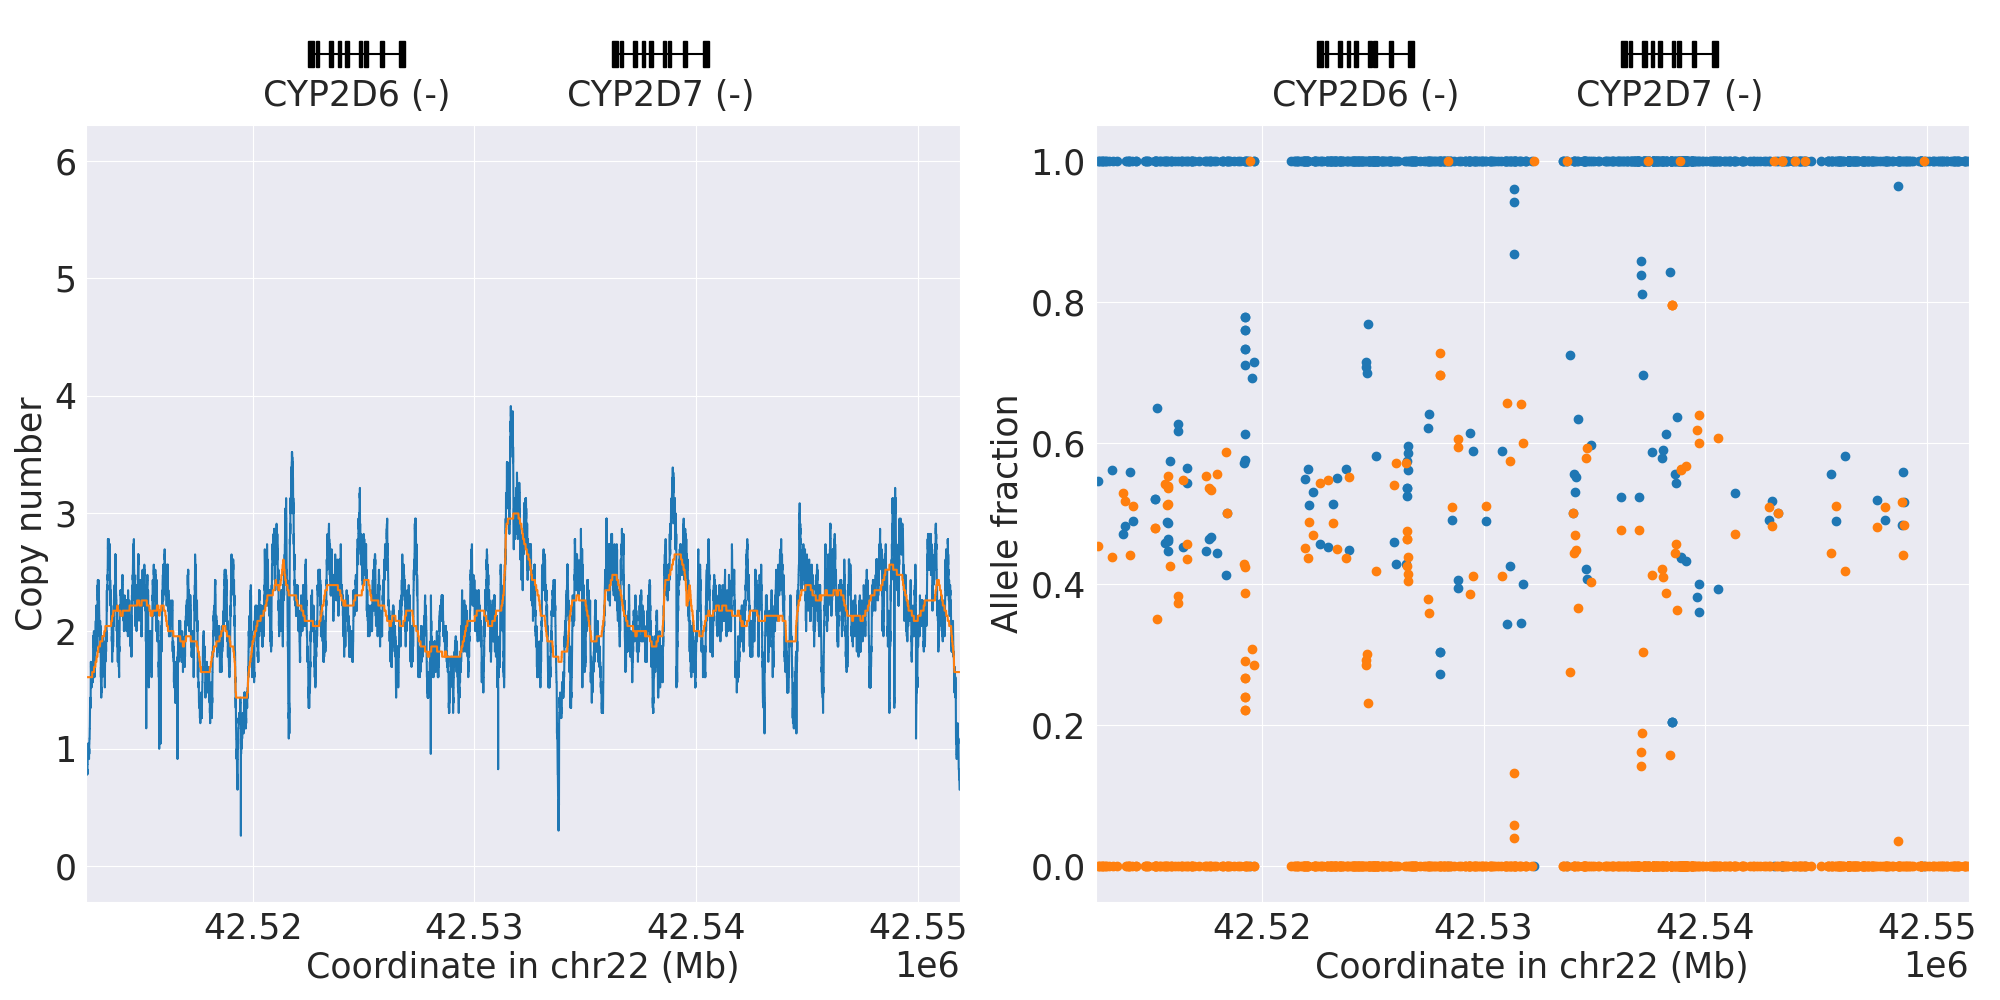 CYP2D6 (-) CYP2D7 (-)
6
5
4
3
2
1
0
Copy number
42.52 42.53 42.54 42.55
Coordinate in chr22 (Mb)
1e6
CYP2D6 (-) CYP2D7 (-)
1.0
0.8
0.6
0.4
0.2
0.0
Allele fraction
42.52 42.53 42.54 42.55
Coordinate in chr22 (Mb)
1e6